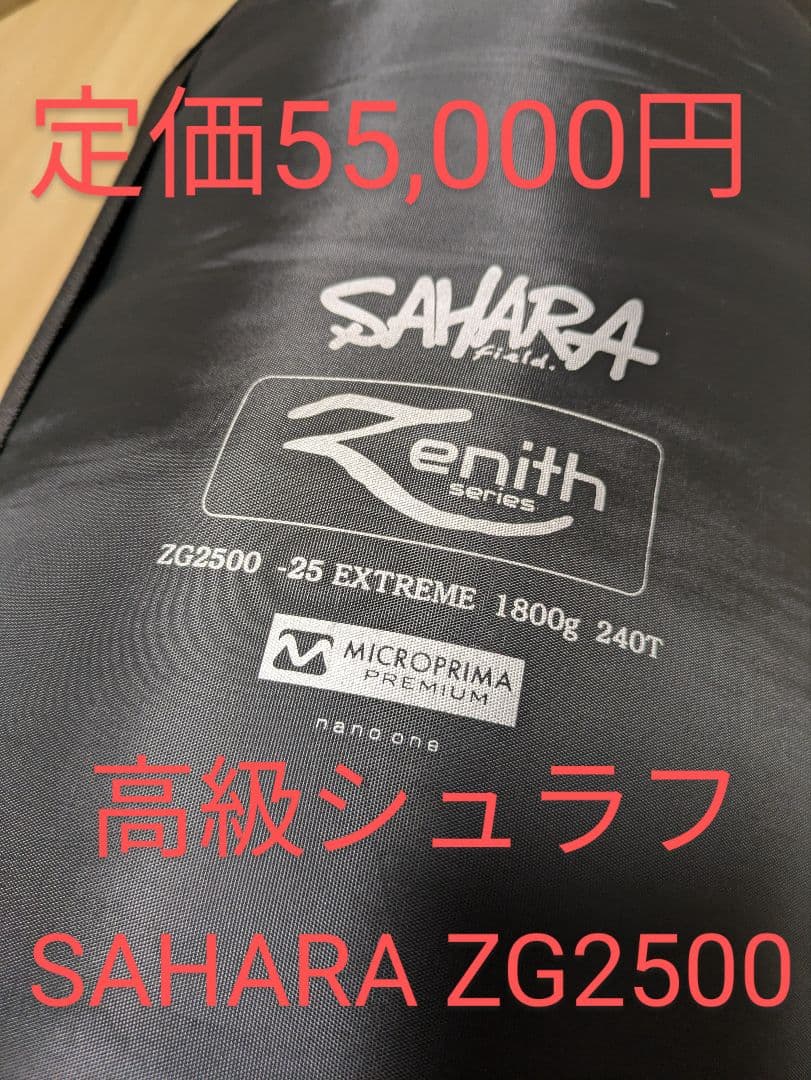 定価55,000円
SAHARA
field.
Zenith
series
ZG2500 -25 EXTREME 1800g 240T
MICROPRIMA
PREMIUM
nano one
高級シュラフ
SAHARA ZG2500